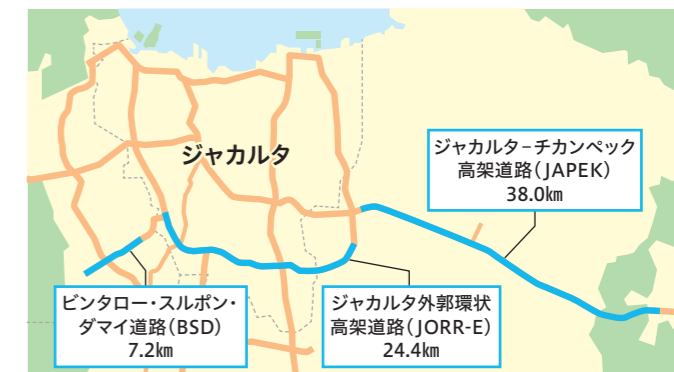 ジャカルタ
ジャカルタ−チカンペック
高架道路（JAPEK）
38.0㎞
ビンタロー・スルポン・
ダマイ道路（BSD）
7.2㎞
ジャカルタ外郭環状
高架道路（JORR-E）
24.4㎞